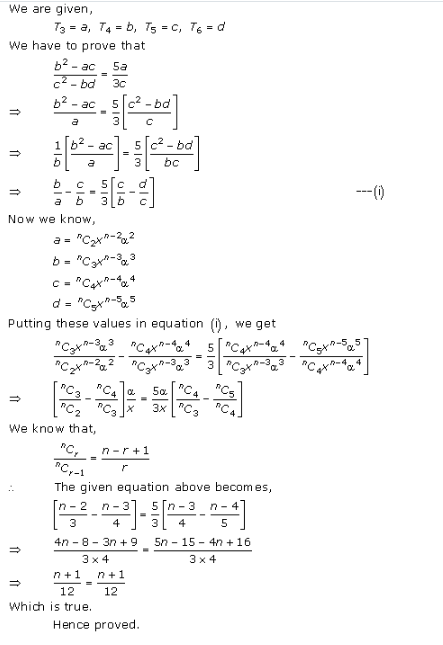 We are given,
T₃ = a, T₄ = b, T₅ = c, T₆ = d
We have to prove that
(b² – ac)/(c² – bd) = 5a/3c
⇒ (b² – ac)/a = 5/3 [(c² – bd)/c]
⇒ 1/b [(b² – ac)/a] = 5/3 [(c² – bd)/bc]
⇒ b/a – c/b = 5/3 [c/b – d/c] ---(i)
Now we know,
a = ⁿC₂xⁿ⁻²α²
b = ⁿC₃xⁿ⁻³α³
c = ⁿC₄xⁿ⁻⁴α⁴
d = ⁿC₅xⁿ⁻⁵α⁵
Putting these values in equation (i), we get
ⁿC₃xⁿ⁻³α³/ⁿC₂xⁿ⁻²α² – ⁿC₄xⁿ⁻⁴α⁴/ⁿC₃xⁿ⁻³α³ = 5/3 [ⁿC₄xⁿ⁻⁴α⁴/ⁿC₃xⁿ⁻³α³ – ⁿC₅xⁿ⁻⁵α⁵/ⁿC₄xⁿ⁻⁴α⁴]
⇒ [ⁿC₃/ⁿC₂ – ⁿC₄/ⁿC₃] α/x = 5α/3x [ⁿC₄/ⁿC₃ – ⁿC₅/ⁿC₄]
We know that,
ⁿCᵣ/ⁿCᵣ₋₁ = (n – r + 1)/r
∴ The given equation above becomes,
[(n – 2)/3 – (n – 3)/4] = 5/3 [(n – 3)/4 – (n – 4)/5]
⇒ (4n – 8 – 3n + 9)/(3 × 4) = (5n – 15 – 4n + 16)/(3 × 4)
⇒ (n + 1)/12 = (n + 1)/12
Which is true.
Hence proved.